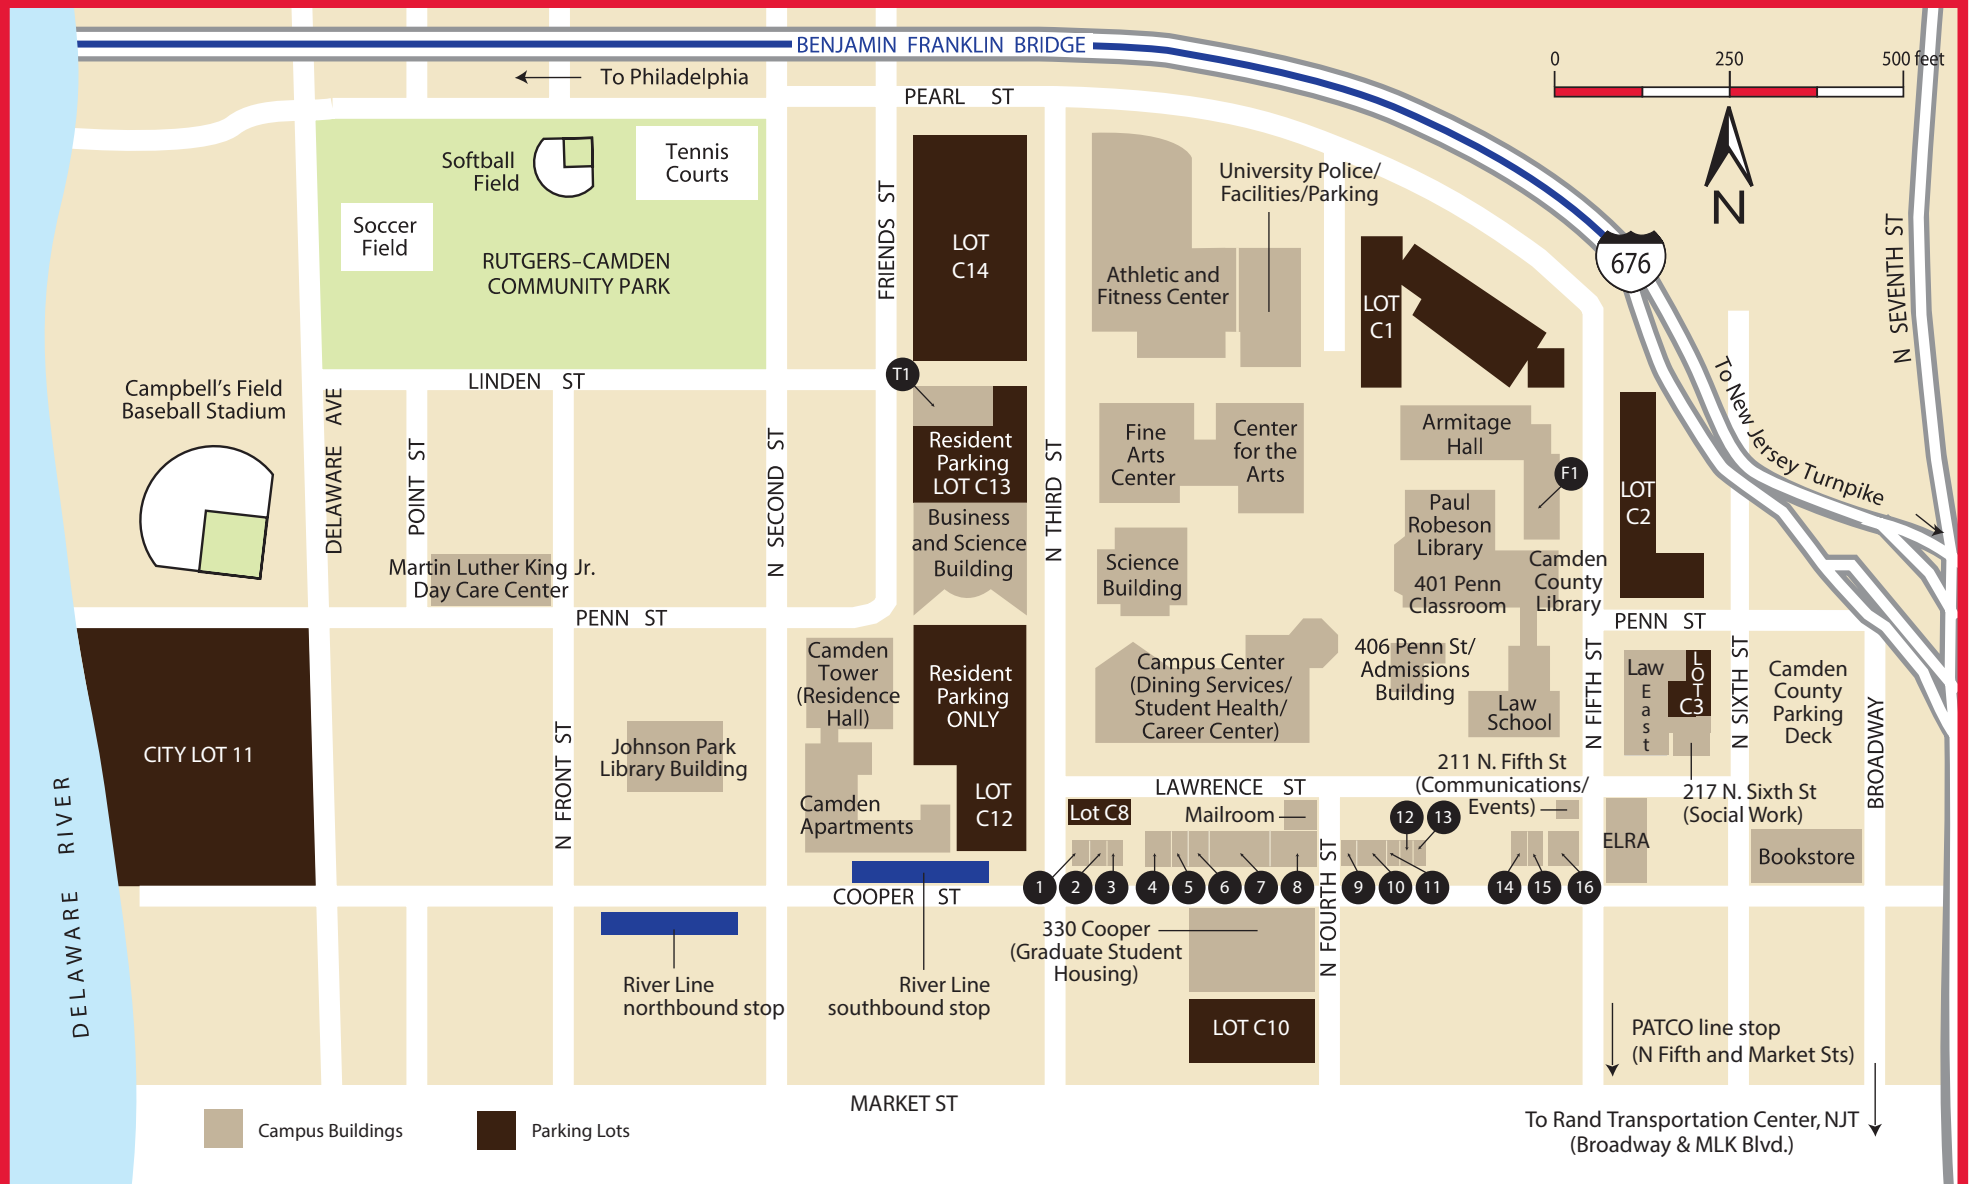 BENJAMIN FRANKLIN BRIDGE
To Philadelphia
PEARL ST
0 250 500 feet
N
676
Softball
Field
Tennis
Courts
Soccer
Field
RUTGERS–CAMDEN
COMMUNITY PARK
FRIENDS ST
LOT
C14
University Police/
Facilities/Parking
Athletic and
Fitness Center
LOT
C1
N SEVENTH ST
To New Jersey Turnpike
Campbell's Field
Baseball Stadium
DELAWARE AVE
LINDEN ST
T1
POINT ST
N SECOND ST
Resident
Parking
LOT C13
Business
and Science
Building
N THIRD ST
Fine
Arts
Center
Center
for the
Arts
Armitage
Hall
F1
LOT
C2
Paul
Robeson
Library
Science
Building
401 Penn
Classroom
Camden
County
Library
Martin Luther King Jr.
Day Care Center
PENN ST
PENN ST
CITY LOT 11
N FRONT ST
Johnson Park
Library Building
Camden
Tower
(Residence
Hall)
Resident
Parking
ONLY
LOT
C12
Camden
Apartments
Campus Center
(Dining Services/
Student Health/
Career Center)
406 Penn St/
Admissions
Building
Law
School
N FIFTH ST
Law
East
LOT
C3
N SIXTH ST
Camden
County
Parking
Deck
BROADWAY
LAWRENCE ST
211 N. Fifth St
(Communications/
Events)
217 N. Sixth St
(Social Work)
Lot C8
Mailroom
12 13
ELRA
Bookstore
1 2 3 4 5 6 7 8 9 10 11 14 15 16
COOPER ST
N FOURTH ST
330 Cooper
(Graduate Student
Housing)
River Line
northbound stop
River Line
southbound stop
LOT C10
PATCO line stop
(N Fifth and Market Sts)
DELAWARE RIVER
MARKET ST
Campus Buildings
Parking Lots
To Rand Transportation Center, NJT
(Broadway & MLK Blvd.)